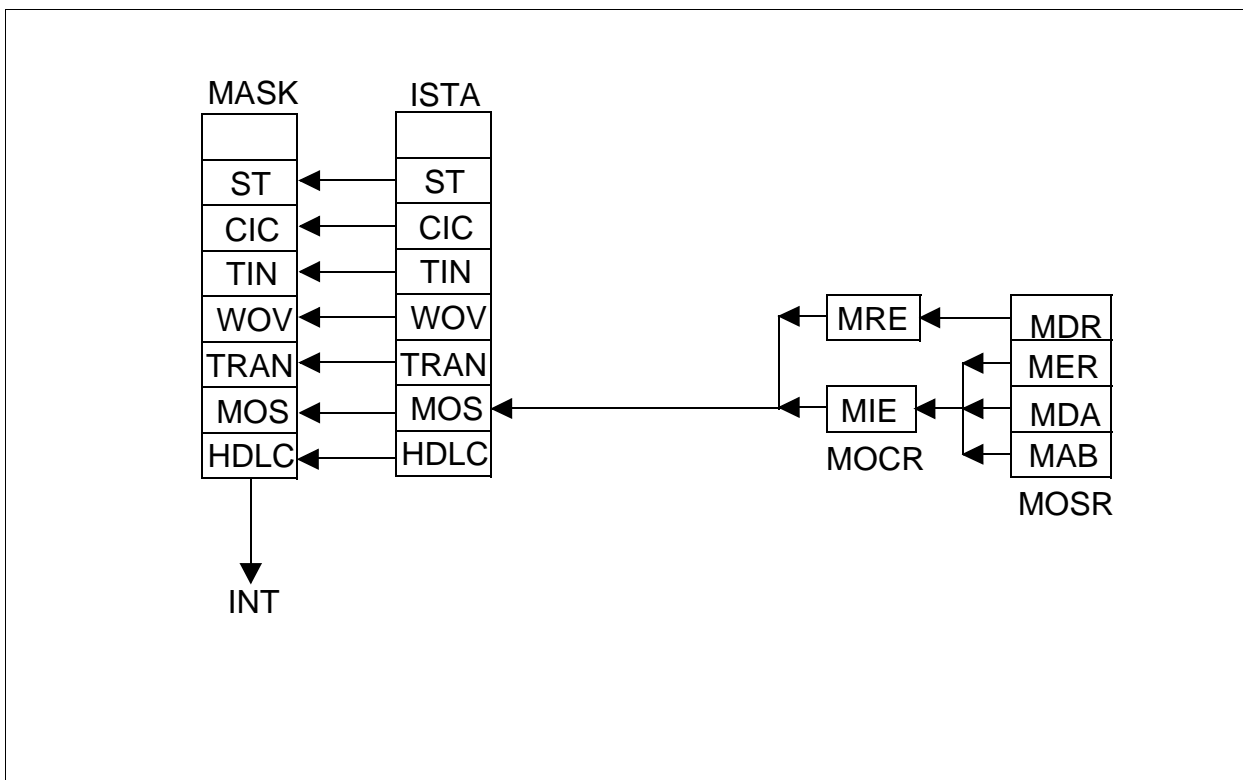 MASK ISTA
ST ST
CIC CIC
TIN TIN
WOV WOV
MRE MDR
TRAN TRAN MER
MOS MOS MIE MDA
HDLC HDLC MOCR MAB
MOSR
INT